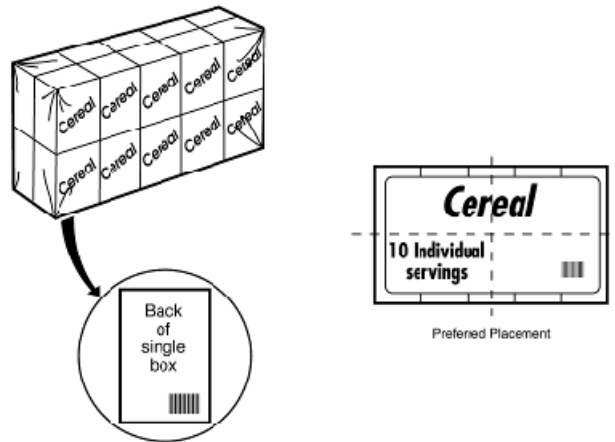 Cereal Cereal Cereal Cereal Cereal
Cereal Cereal Cereal Cereal Cereal
Back
of
single
box
Cereal
10 Individual
servings
Preferred Placement